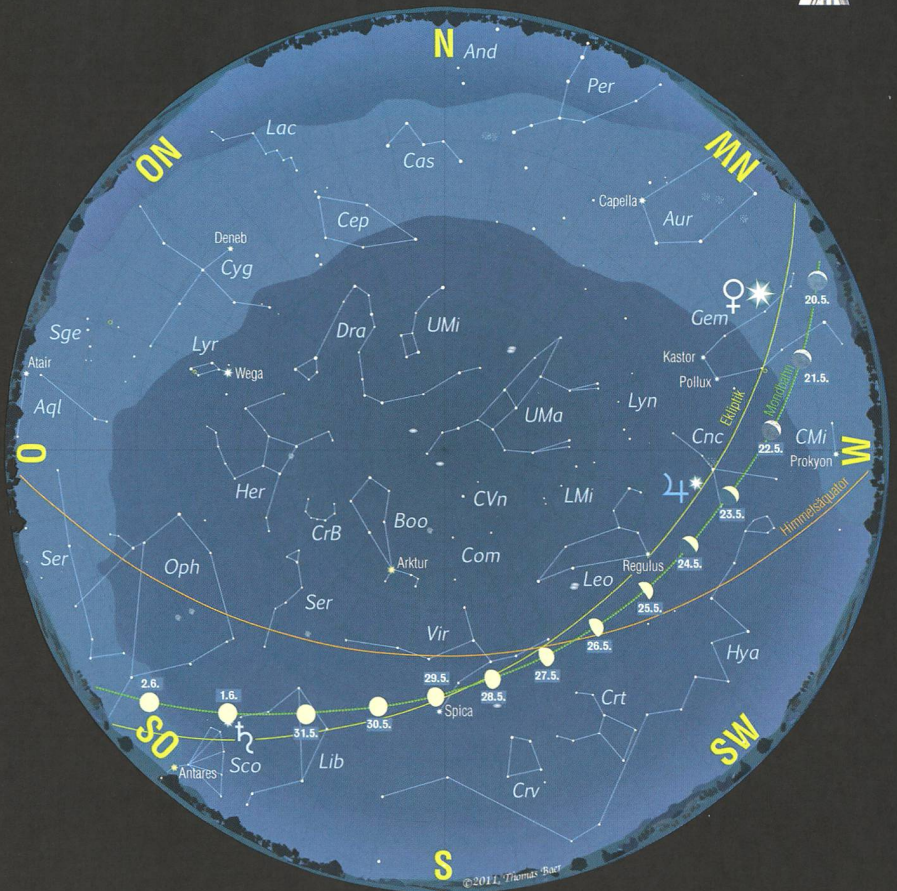 N
And
Per
Lac
Cas
NO
NW
Capella
Aur
Cep
Deneb
Cyg
♀
20.5.
Gem
Sge
Lyr
Dra
UMi
Atair
Wega
Kastor
Pollux
21.5.
Aql
UMa
Lyn
Ekliptik
Mondbahn
Cnc
22.5.
CMi
Prokyon
O
W
Her
♃
CVn
LMi
23.5.
Himmelsäquator
CrB
Boo
Com
24.5.
Ser
Oph
Arktur
Regulus
Leo
25.5.
Ser
Vir
26.5.
Hya
2.6.
1.6.
29.5.
28.5.
27.5.
Spica
31.5.
30.5.
Crt
SO
♄
SW
Antares
Sco
Lib
Crv
S
©2011, Thomas Baer